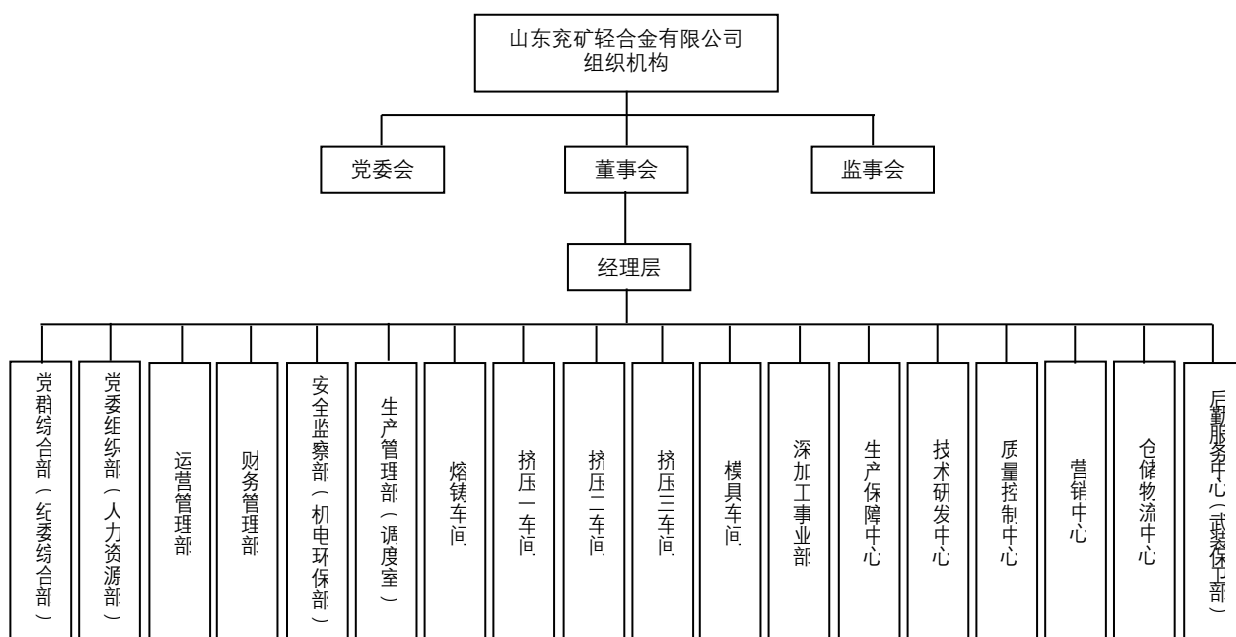 山东兖矿轻合金有限公司
组织机构
党委会
董事会
监事会
经理层
党群综合部（纪委综合部）
党委组织部（人力资源部）
运营管理部
财务管理部
安全监察部（机电环保部）
生产管理部（调度室）
熔铸车间
挤压一车间
挤压二车间
挤压三车间
模具车间
深加工事业部
生产保障中心
技术研发中心
质量控制中心
营销中心
仓储物流中心
后勤服务中心（武装保卫部）